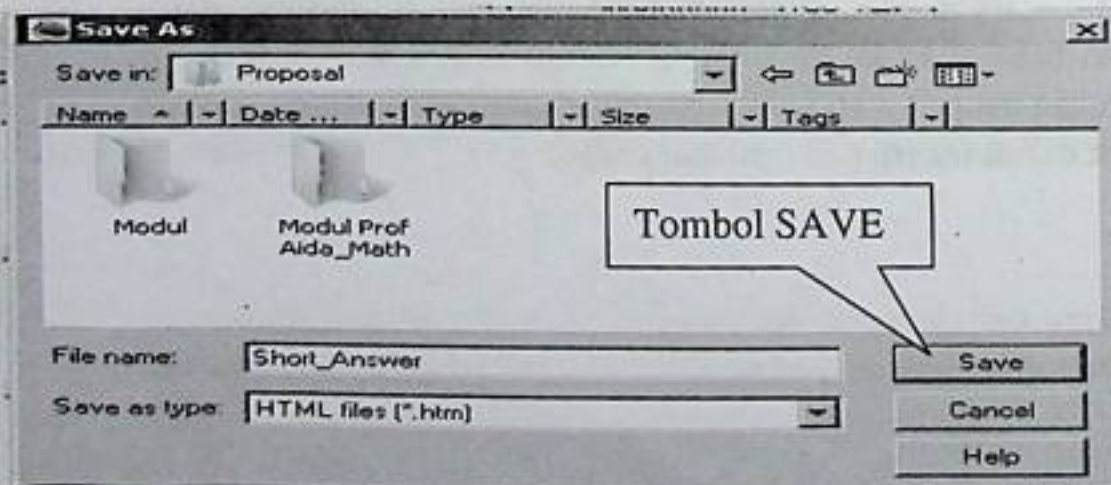 Save As
Save in: Proposal
Name Date ... Type Size Tags
Modul
Modul Prof
Aida_Math
Tombol SAVE
File name: Short_Answer
Save
Save as type: HTML files (*.htm)
Cancel
Help